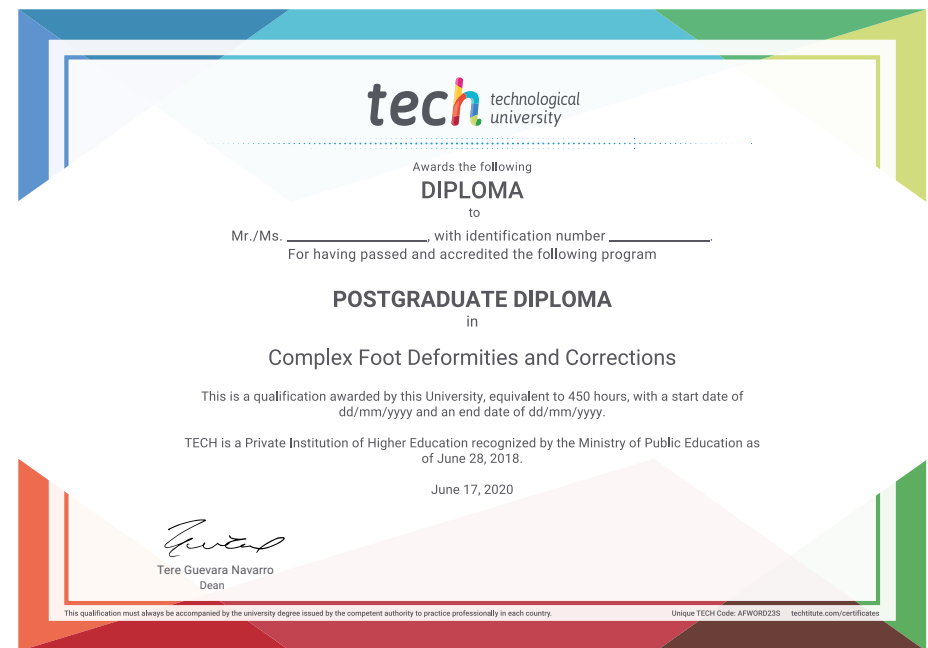 tech technological
university
Awards the following
DIPLOMA
to
Mr./Ms. ____________________, with identification number ______________.
For having passed and accredited the following program
POSTGRADUATE DIPLOMA
in
Complex Foot Deformities and Corrections
This is a qualification awarded by this University, equivalent to 450 hours, with a start date of
dd/mm/yyyy and an end date of dd/mm/yyyy.
TECH is a Private Institution of Higher Education recognized by the Ministry of Public Education as
of June 28, 2018.
June 17, 2020
Tere Guevara Navarro
Dean
This qualification must always be accompanied by the university degree issued by the competent authority to practice professionally in each country. Unique TECH Code: AFWORD23S techtitute.com/certificates